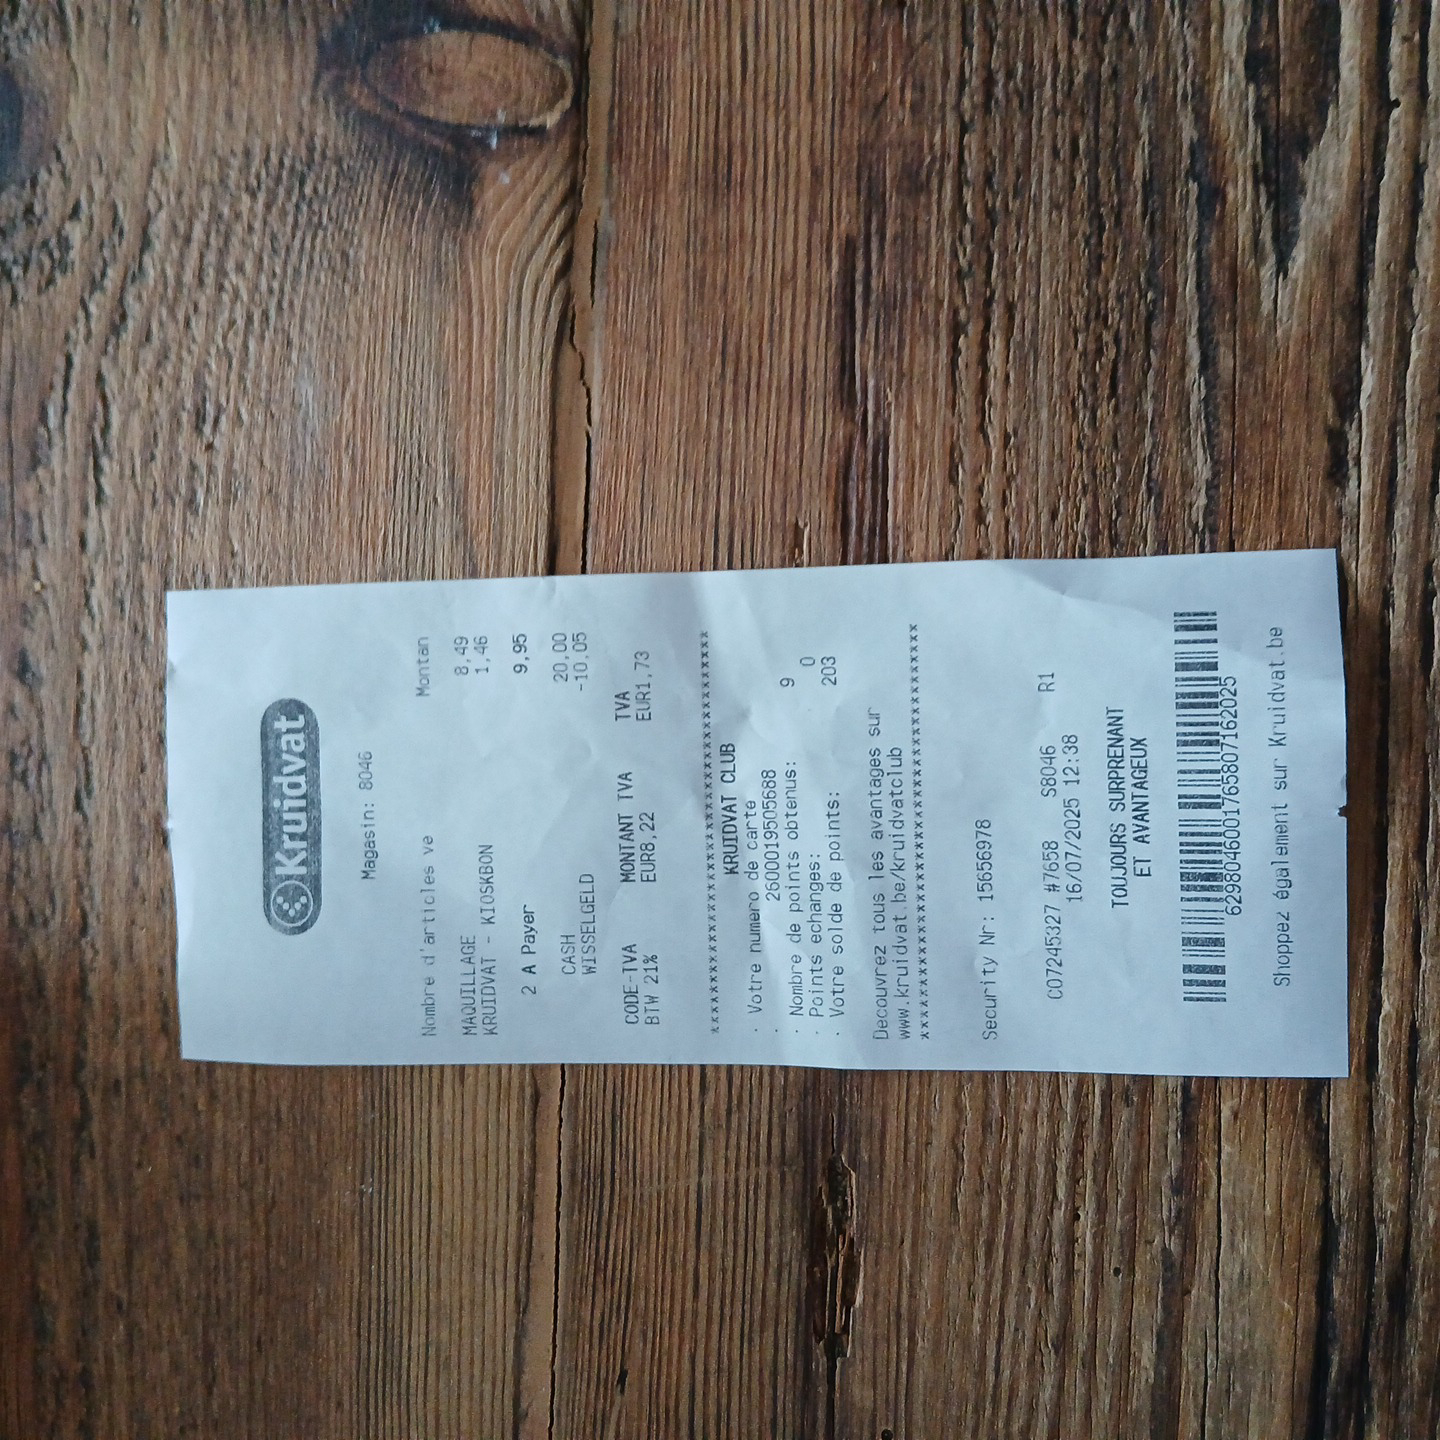 Kruidvat
Magasin: 8046
Nombre d'articles ve Montan
MAQUILLAGE 8,49
KRUIDVAT - KIOSKBON 1,46
2 A Payer 9,95
CASH 20,00
WISSELGELD -10,05
CODE-TVA MONTANT TVA TVA
BTW 21% EUR8,22 EUR1,73
****************************************
KRUIDVAT CLUB
· Votre numero de carte
· 2600019505688
· Nombre de points obtenus: 9
· Points echanges: 0
· Votre solde de points: 203
Decouvrez tous les avantages sur
www.kruidvat.be/kruidvatclub
****************************************
Security Nr: 15656978
C07245327 #7658 S8046 R1
16/07/2025 12:38
TOUJOURS SURPRENANT
ET AVANTAGEUX
6298046001765807162025
Shoppez également sur Kruidvat.be